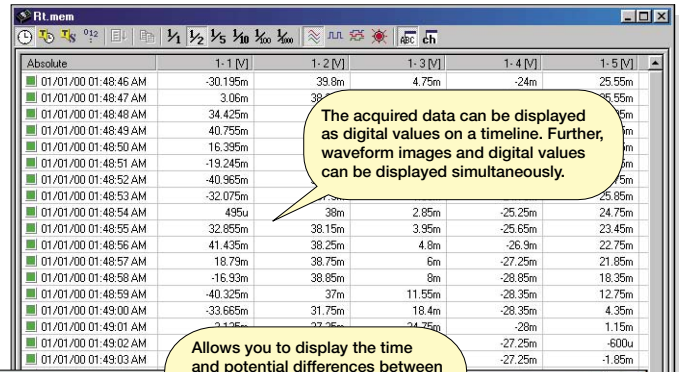 Rt.mem
1/1 1/2 1/5 1/10 1/100 1/1000 ABC ch
Absolute 1- 1 [V] 1- 2 [V] 1- 3 [V] 1- 4 [V] 1- 5 [V]
01/01/00 01:48:46 AM -30.195m 39.8m 4.75m -24m 25.55m
01/01/00 01:48:47 AM 3.06m
01/01/00 01:48:48 AM 34.425m
01/01/00 01:48:49 AM 40.755m
01/01/00 01:48:50 AM 16.395m
01/01/00 01:48:51 AM -19.245m
01/01/00 01:48:52 AM -40.965m
01/01/00 01:48:53 AM -32.075m 25.85m
The acquired data can be displayed
as digital values on a timeline. Further,
waveform images and digital values
can be displayed simultaneously.
01/01/00 01:48:54 AM 495u 38m 2.85m -25.25m 24.75m
01/01/00 01:48:55 AM 32.855m 38.15m 3.95m -25.65m 23.45m
01/01/00 01:48:56 AM 41.435m 38.25m 4.8m -26.9m 22.75m
01/01/00 01:48:57 AM 18.79m 38.75m 6m -27.25m 21.85m
01/01/00 01:48:58 AM -16.93m 38.85m 8m -28.85m 18.35m
01/01/00 01:48:59 AM -40.325m 37m 11.55m -28.35m 12.75m
01/01/00 01:49:00 AM -33.665m 31.75m 18.4m -28.35m 4.35m
01/01/00 01:49:01 AM -28m 1.15m
01/01/00 01:49:02 AM -27.25m -600u
01/01/00 01:49:03 AM -27.25m -1.85m
Allows you to display the time
and potential differences between